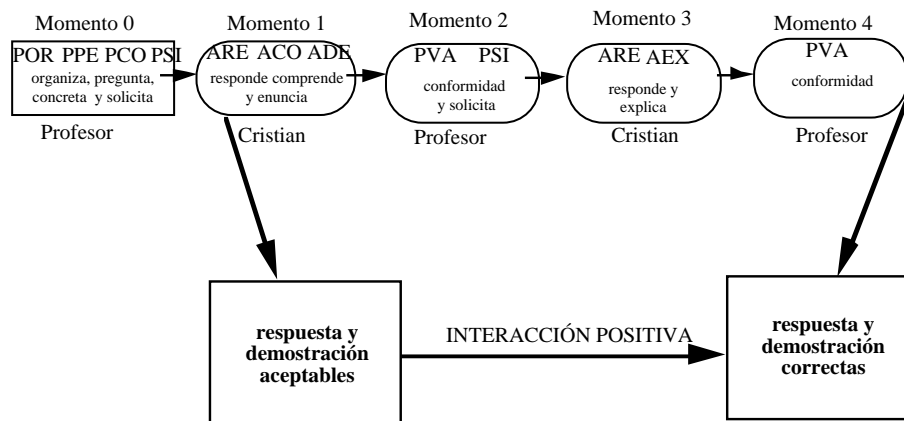 Momento 0
POR PPE PCO PSI
organiza, pregunta,
concreta y solicita
Profesor
Momento 1
ARE ACO ADE
responde comprende
y enuncia
Cristian
Momento 2
PVA PSI
conformidad
y solicita
Profesor
Momento 3
ARE AEX
responde y
explica
Cristian
Momento 4
PVA
conformidad
Profesor
respuesta y
demostración
aceptables
INTERACCIÓN POSITIVA
respuesta y
demostración
correctas